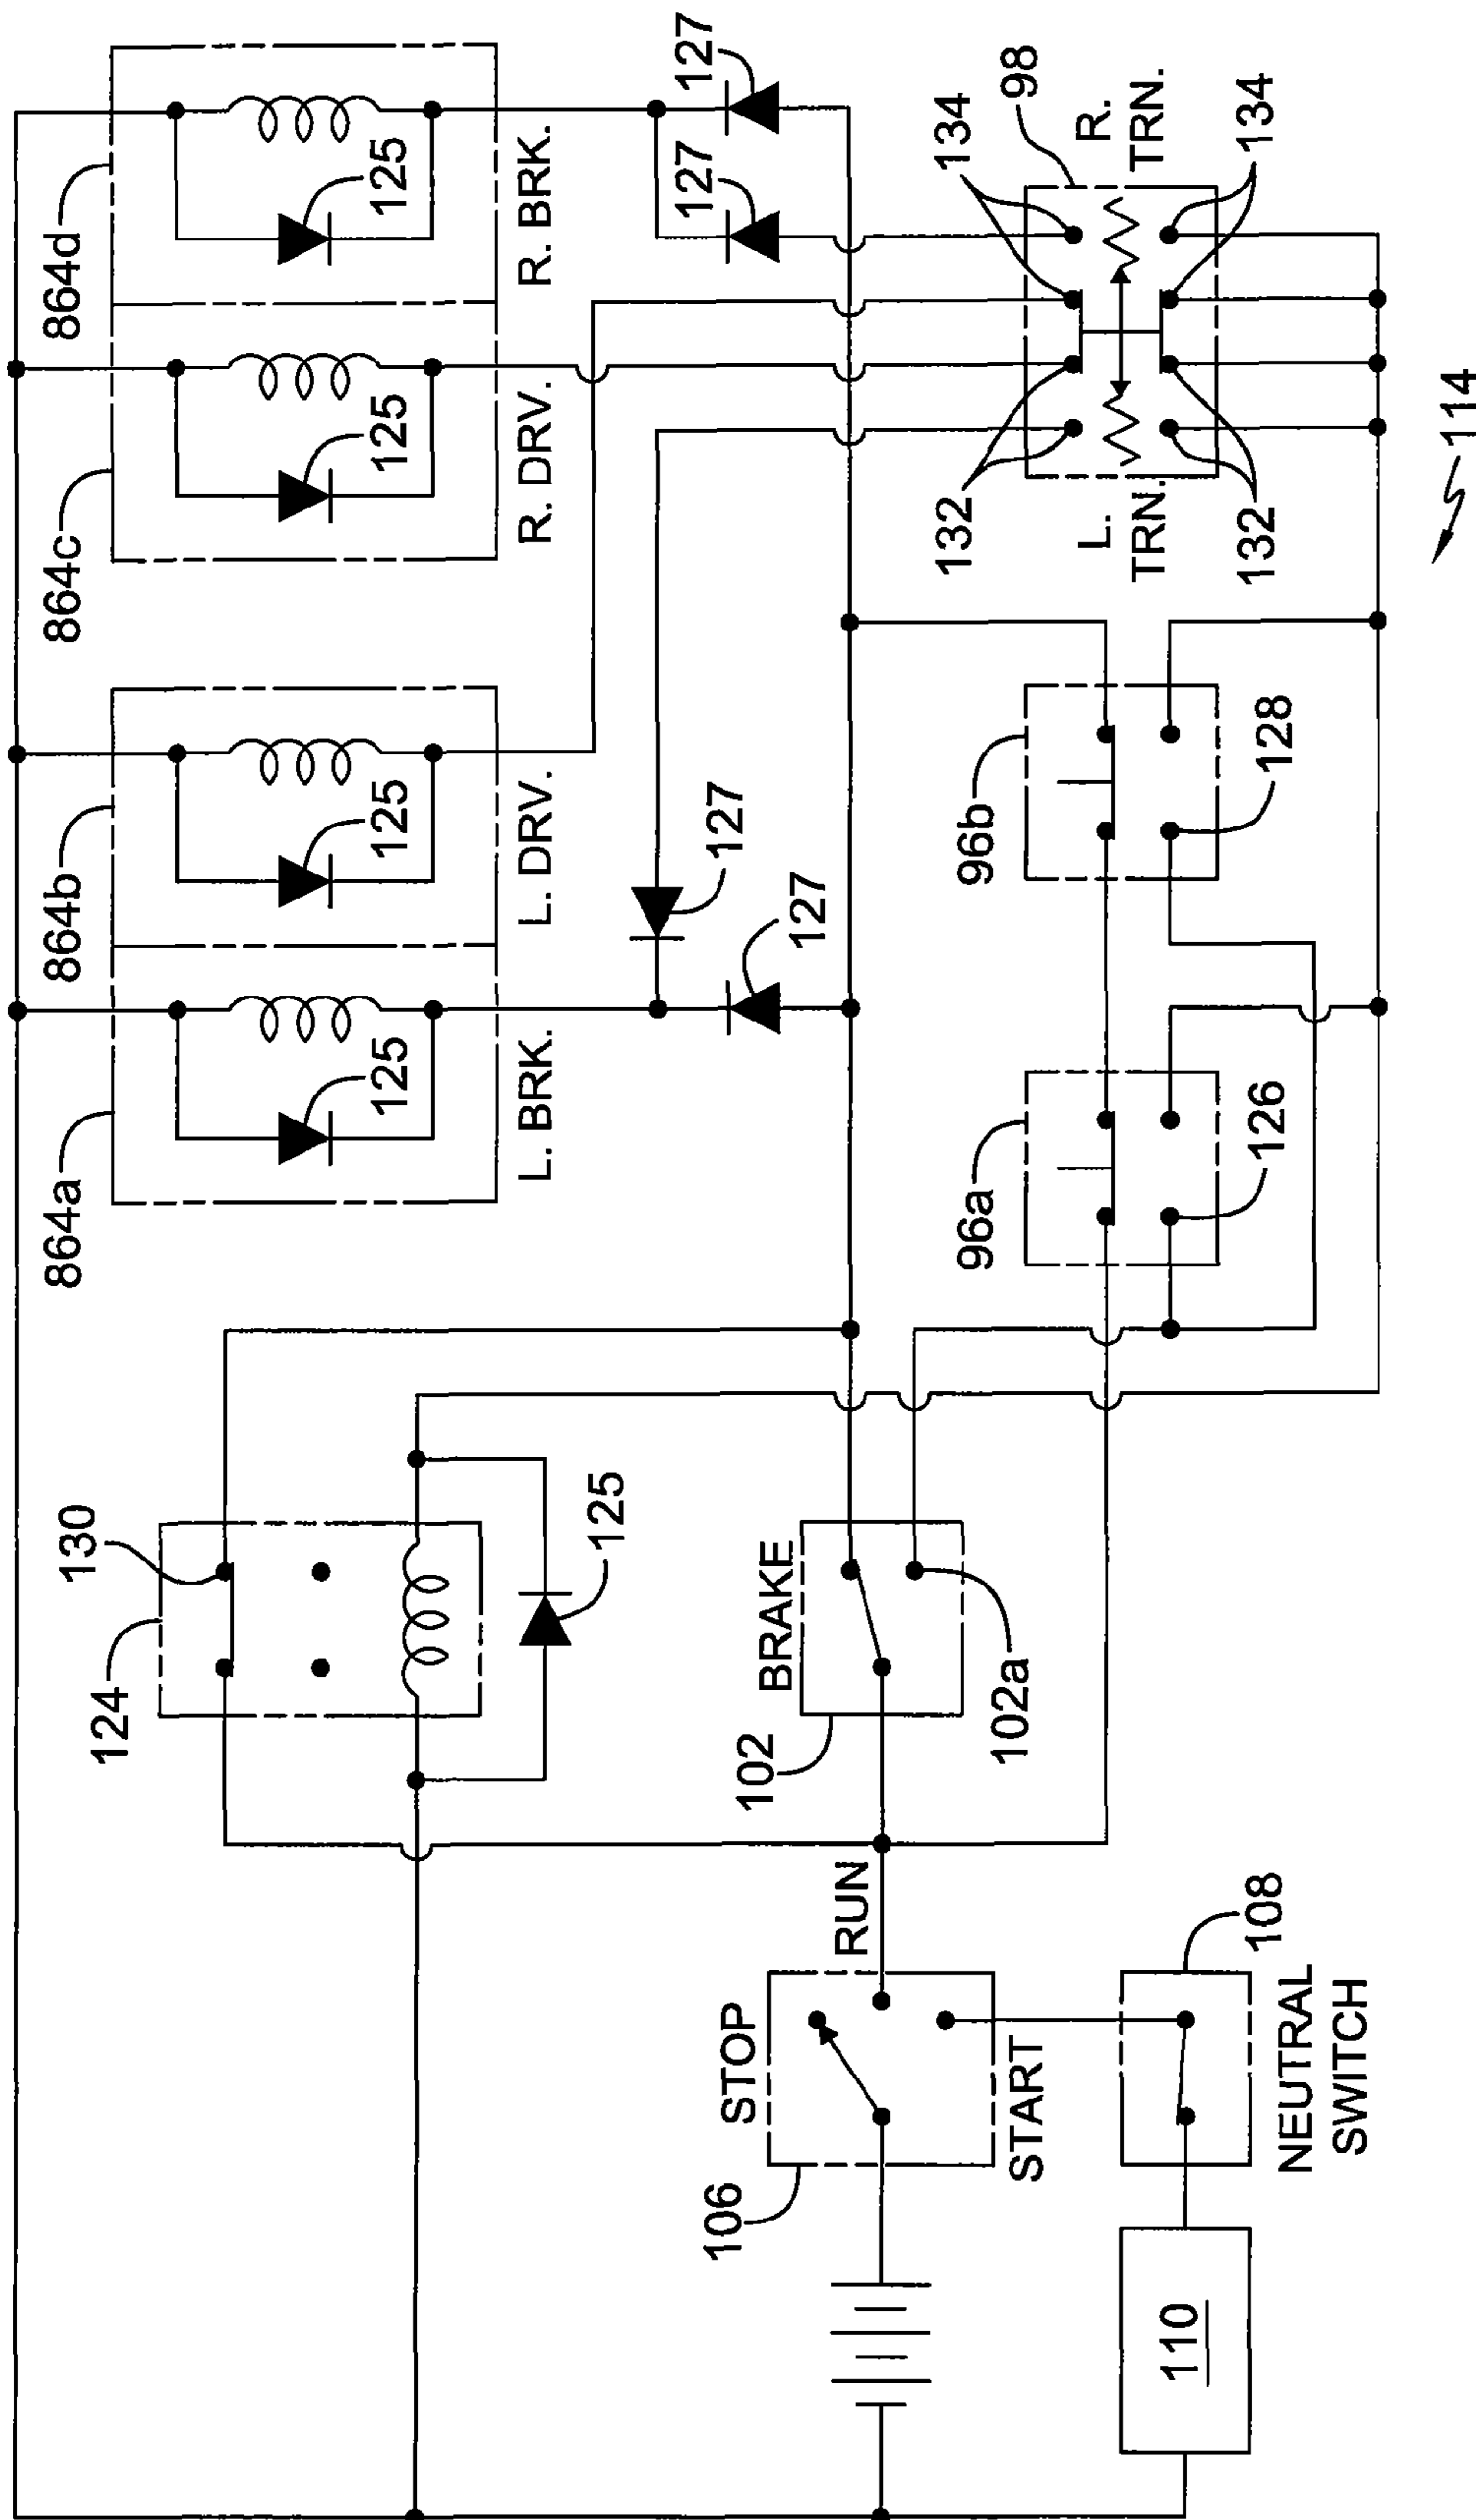 864a
864b
864c
864d
125
125
125
125
L. BRK.
L. DRV.
R. DRV.
R. BRK.
127
127
127
127
124
130
125
BRAKE
102
102a
96a
96b
126
128
132
134
98
L.
TRN.
R.
TRN.
132
134
STOP
RUN
START
106
108
NEUTRAL
SWITCH
110
114